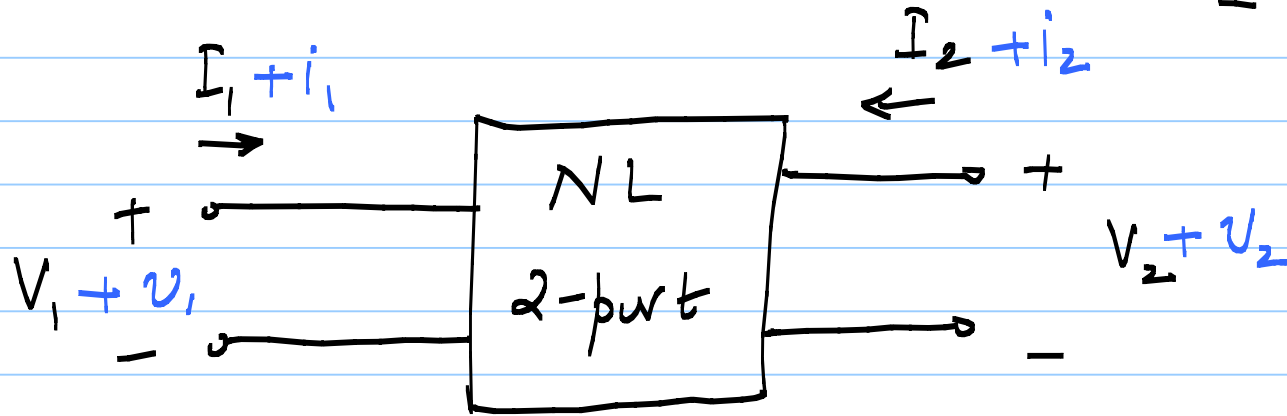 I₁ + i₁
I₂ + i₂
NL
2-port
+
V₁ + v₁
−
+
V₂ + v₂
−